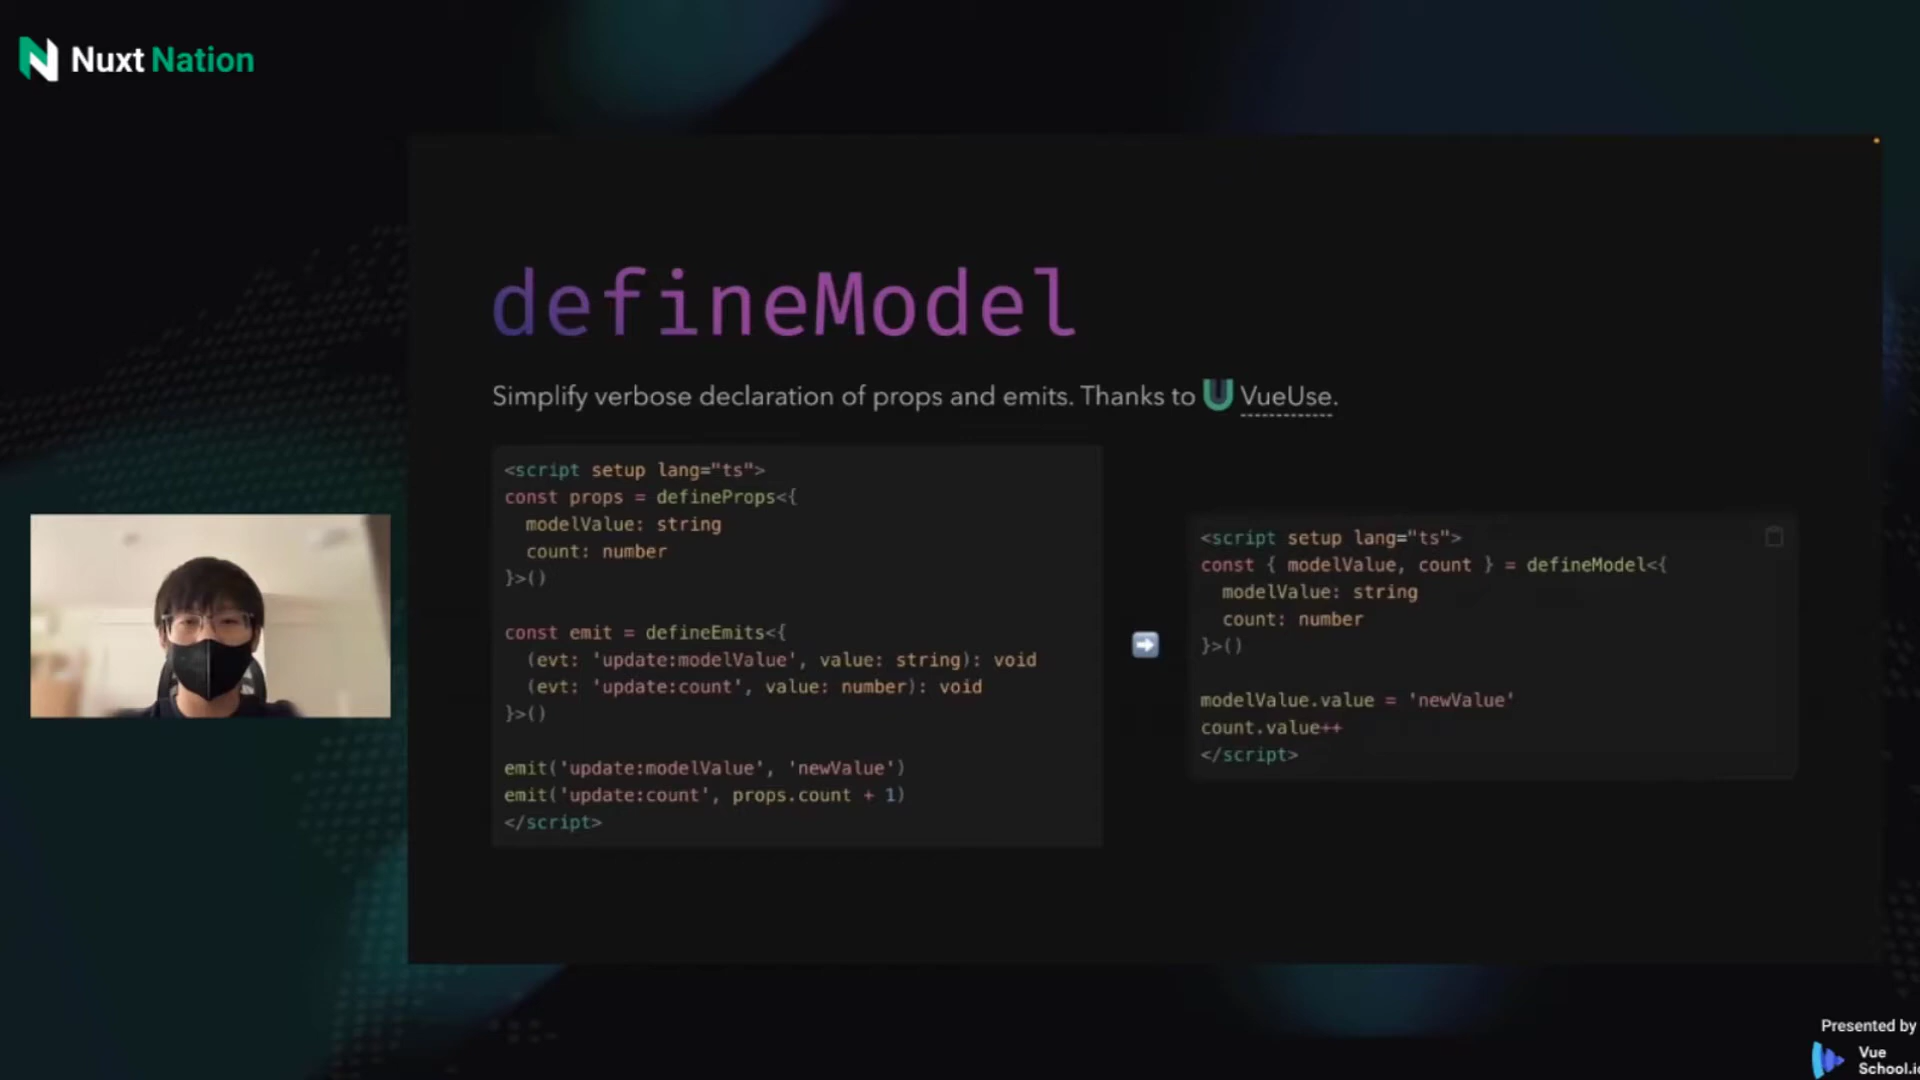 Nuxt Nation
defineModel
Simplify verbose declaration of props and emits. Thanks to VueUse.
<script setup lang="ts">
const props = defineProps<{
  modelValue: string
  count: number
}>()

const emit = defineEmits<{
  (evt: 'update:modelValue', value: string): void
  (evt: 'update:count', value: number): void
}>()

emit('update:modelValue', 'newValue')
emit('update:count', props.count + 1)
</script>
<script setup lang="ts">
const { modelValue, count } = defineModel<{
  modelValue: string
  count: number
}>()

modelValue.value = 'newValue'
count.value++
</script>
Presented by
Vue
School.io